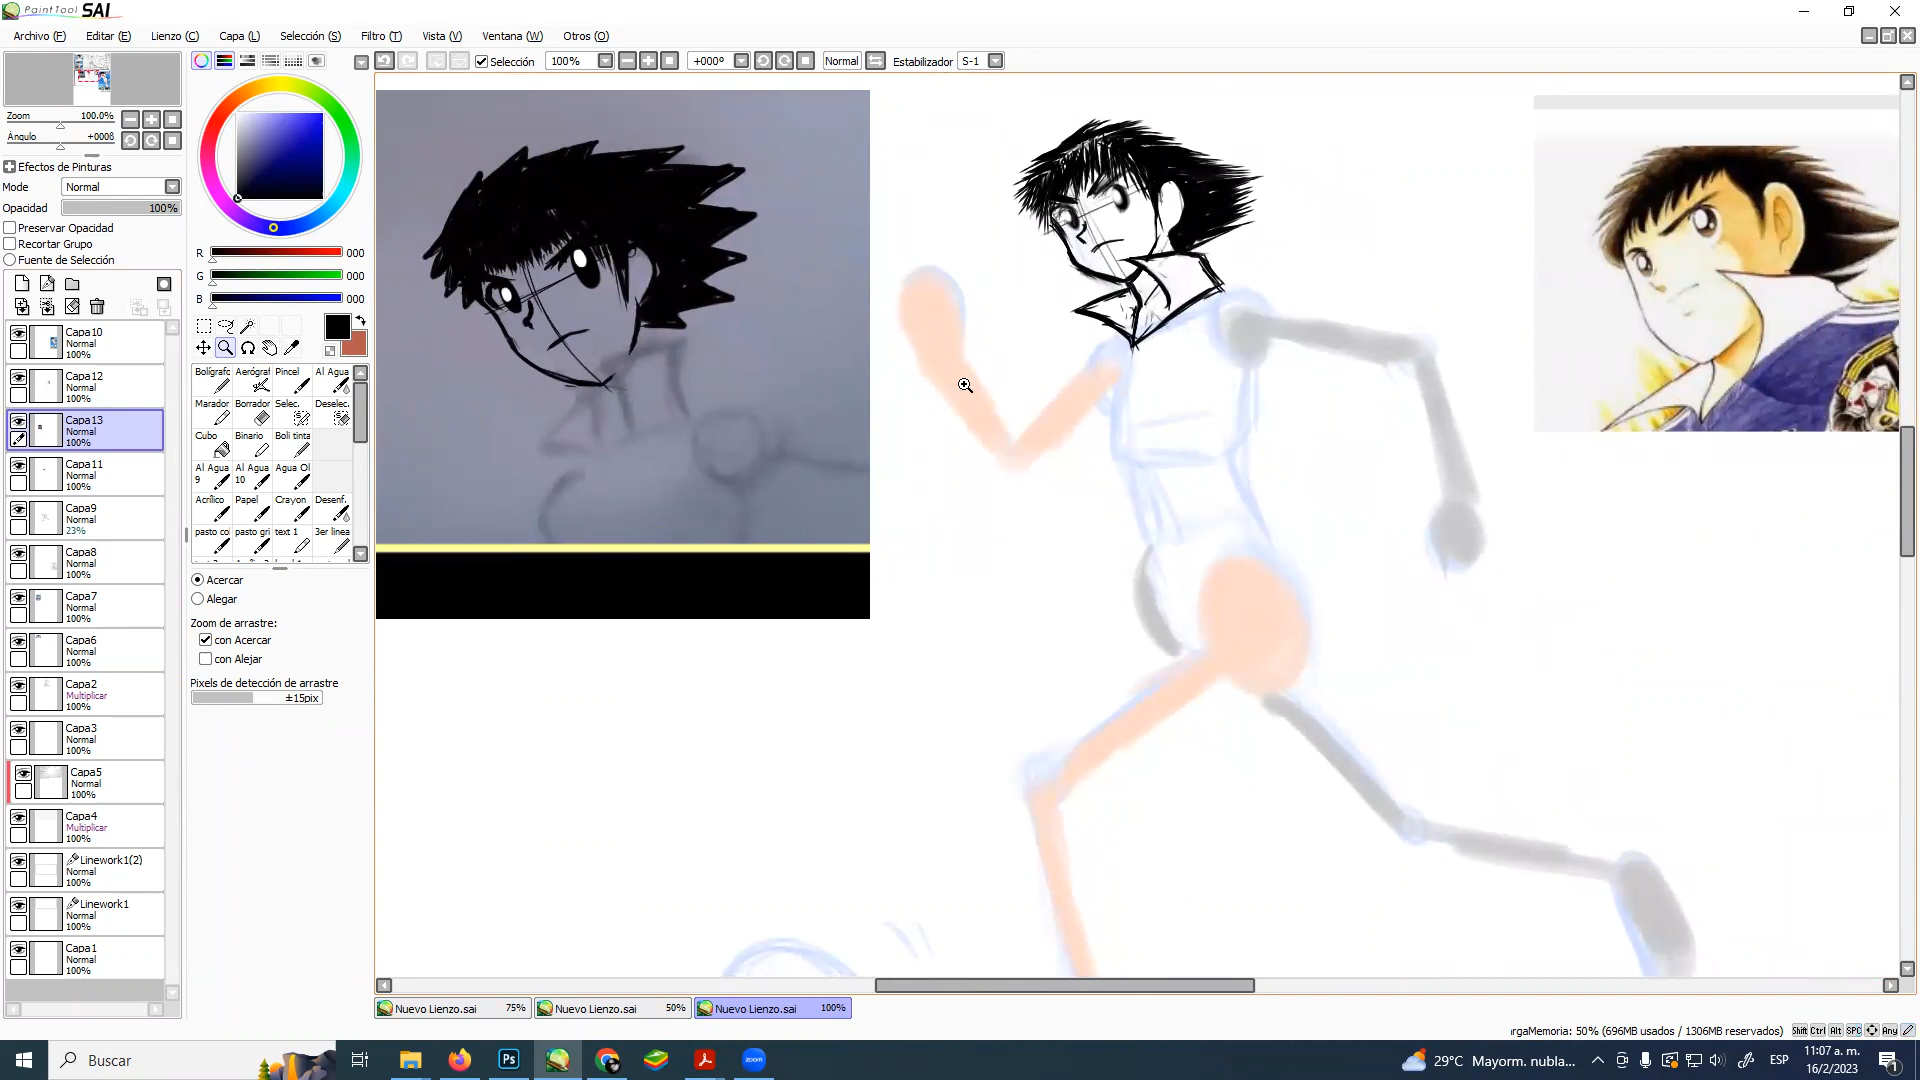 PaintTool SAI
Archivo (F) Editar (E) Lienzo (C) Capa (L) Selección (S) Filtro (T) Vista (V) Ventana (W) Otros (O)
Selección 100% +000º Normal Estabilizador S-1
Zoom 100.0%
Ángulo +000ß
Efectos de Pinturas
Mode Normal
Opacidad 100%
Preservar Opacidad
Recortar Grupo
Fuente de Selección
Capa10
Normal
100%
Capa12
Normal
100%
Capa13
Normal
100%
Capa11
Normal
100%
Capa9
Normal
23%
Capa8
Normal
100%
Capa7
Normal
100%
Capa6
Normal
100%
Capa2
Multiplicar
100%
Capa3
Normal
100%
Capa5
Normal
100%
Capa4
Multiplicar
100%
Linework1(2)
Normal
100%
Linework1
Normal
100%
Capa1
Normal
100%
R 000
G 000
B 000
Bolígrafo Aerógraf Pincel Al Agua
Marador Borrador Selec. Deselec.
Cubo Binario Boli tinta
Al Agua 9 Al Agua 10 Agua Ol
Acrílico Papel Crayon Desenf.
pasto co pasto gri text 1 3er linea
Acercar
Alegar
Zoom de arrastre:
con Acercar
con Alejar
Pixels de detección de arrastre
±15pix
Nuevo Lienzo.sai 75% Nuevo Lienzo.sai 50% Nuevo Lienzo.sai 100%
ırgaMemoria: 50% (696MB usados / 1306MB reservados) Shift Ctrl Alt SPC Any
Buscar
Ps
zoom
29°C Mayorm. nubla...
ESP
11:07 a. m.
16/2/2023
1